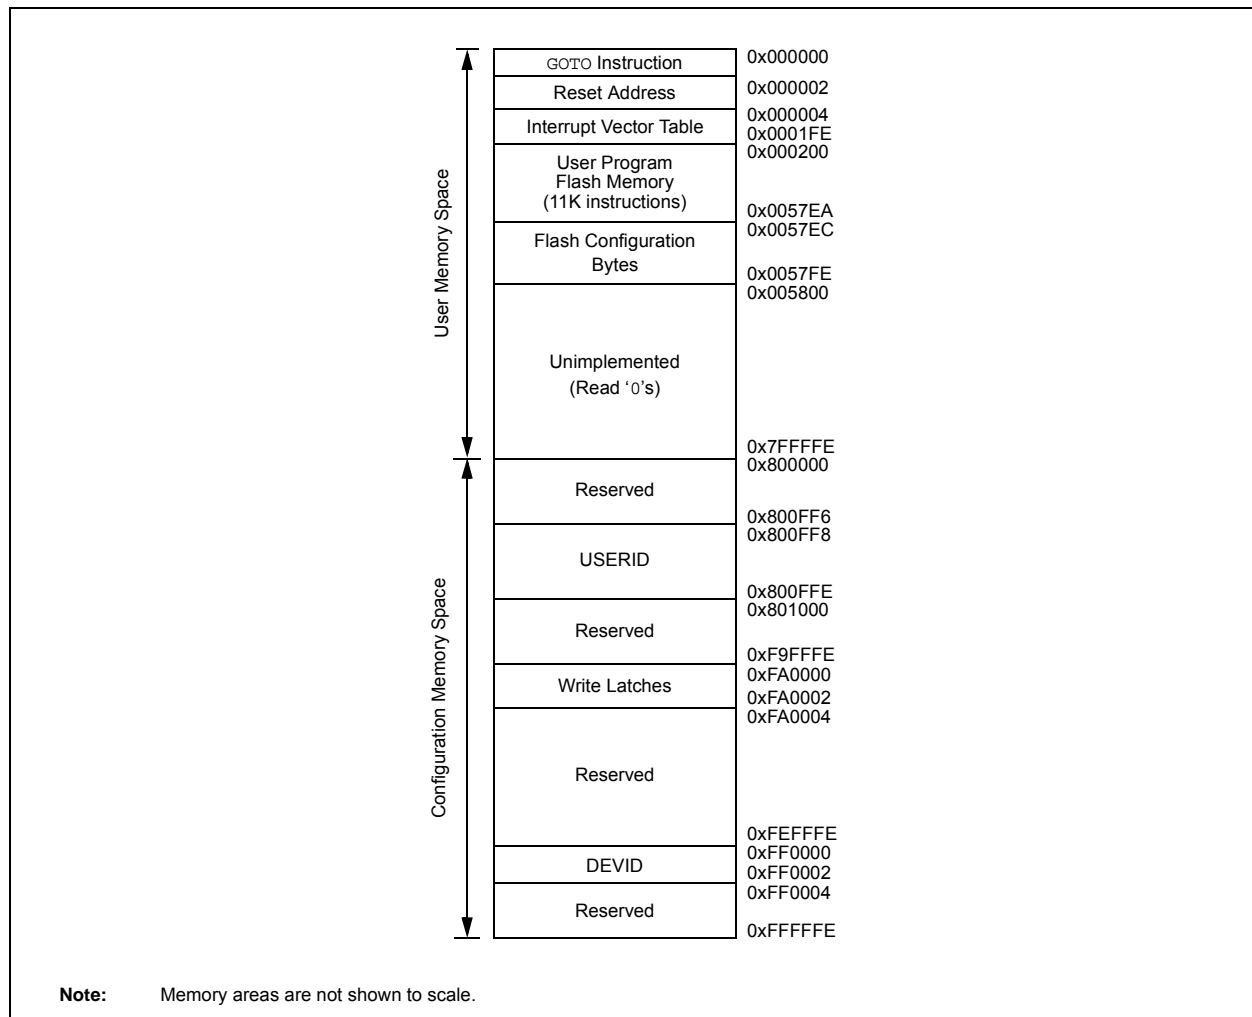 GOTO Instruction
0x000000
Reset Address
0x000002
Interrupt Vector Table
0x000004
0x0001FE
User Program
Flash Memory
(11K instructions)
0x000200
0x0057EA
Flash Configuration
Bytes
0x0057EC
0x0057FE
Unimplemented
(Read ‘0’s)
0x005800
0x7FFFFE
User Memory Space
Reserved
0x800000
0x800FF6
USERID
0x800FF8
0x800FFE
Reserved
0x801000
0xF9FFFE
Write Latches
0xFA0000
0xFA0002
Reserved
0xFA0004
0xFEFFFE
DEVID
0xFF0000
0xFF0002
Reserved
0xFF0004
0xFFFFFE
Configuration Memory Space
Note: Memory areas are not shown to scale.